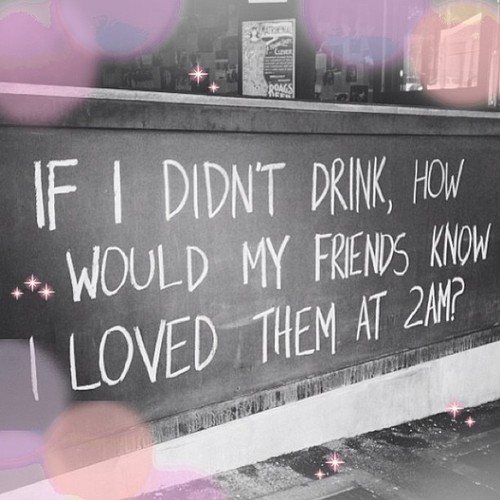 IF I DIDN'T DRINK, HOW
WOULD MY FRIENDS KNOW
I LOVED THEM AT 2AM?